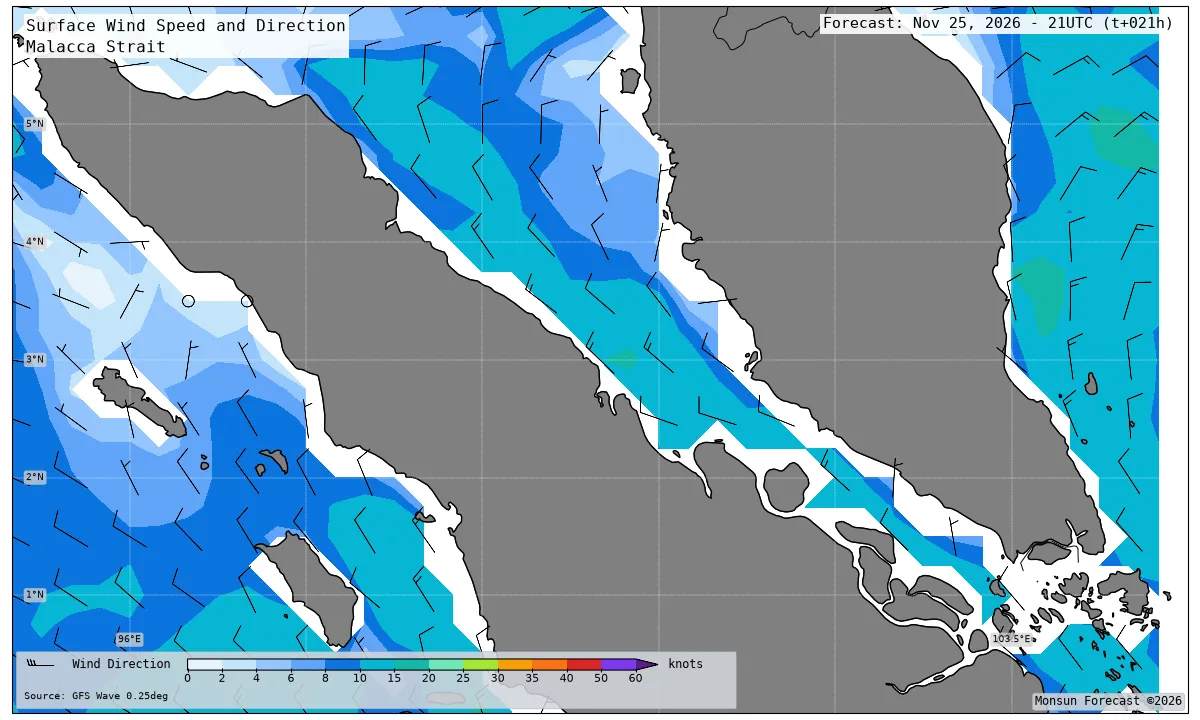 Surface Wind Speed and Direction
Malacca Strait
Forecast: Nov 25, 2026 - 21UTC (t+021h)
5°N
4°N
3°N
2°N
1°N
96°E
103.5°E
Wind Direction
knots
0 2 4 6 8 10 15 20 25 30 35 40 50 60
Source: GFS Wave 0.25deg
Monsun Forecast ©2026